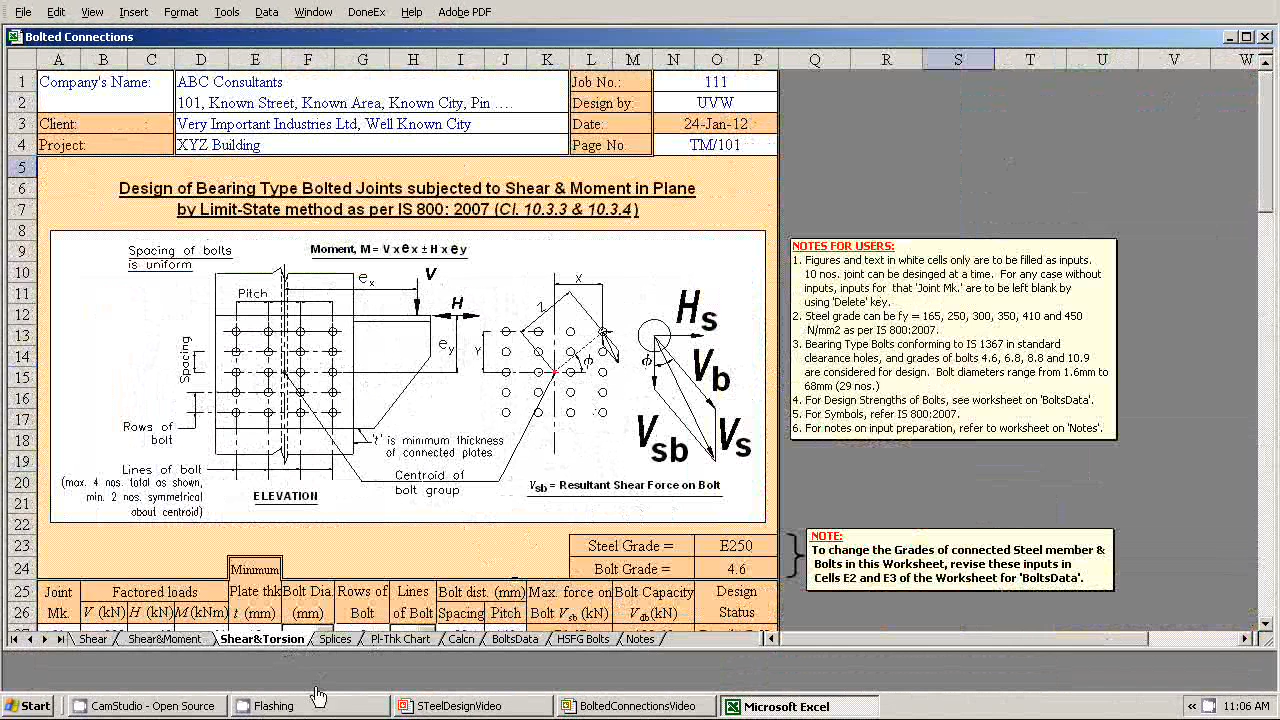 File Edit View Insert Format Tools Data Window DoneEx Help Adobe PDF
Bolted Connections
A B C D E F G H I J K L M N O P Q R S T U V W
1 Company's Name: ABC Consultants Job No.: 111
2 101, Known Street, Known Area, Known City, Pin .... Design by: UVW
3 Client: Very Important Industries Ltd, Well Known City Date: 24-Jan-12
4 Project: XYZ Building Page No. TM/101
5
6 Design of Bearing Type Bolted Joints subjected to Shear & Moment in Plane
7 by Limit-State method as per IS 800: 2007 (Cl. 10.3.3 & 10.3.4)
8
9
10
11
12
13
14
15
17
18
19
20
21
22
23
24
25
26
Spacing of bolts
is uniform
Moment, M = V x ex ± H x ey
ex
V
Pitch
H
ey
Spacing
Rows of
bolt
't' is minimum thickness
of connected plates
Lines of bolt
(max. 4 nos. total as shown,
min. 2 nos. symmetrical
about centroid)
ELEVATION
Centroid of
bolt group
X
Z
Y
ϕ
Hs
ϕ
Vb
Vsb
Vs
Vsb = Resultant Shear Force on Bolt
NOTES FOR USERS:
1. Figures and text in white cells only are to be filled as inputs.
10 nos. joint can be desinged at a time. For any case without
inputs, inputs for that 'Joint Mk.' are to be left blank by
using 'Delete' key.
2. Steel grade can be fy = 165, 250, 300, 350, 410 and 450
N/mm2 as per IS 800:2007.
3. Bearing Type Bolts conforming to IS 1367 in standard
clearance holes, and grades of bolts 4.6, 6.8, 8.8 and 10.9
are considered for design. Bolt diameters range from 1.6mm to
68mm (29 nos.)
4. For Design Strengths of Bolts, see worksheet on 'BoltsData'.
5. For Symbols, refer IS 800:2007.
6. For notes on input preparation, refer to worksheet on 'Notes'.
Steel Grade = E250
Bolt Grade = 4.6
NOTE:
To change the Grades of connected Steel member &
Bolts in this Worksheet, revise these inputs in
Cells E2 and E3 of the Worksheet for 'BoltsData'.
Minmum
Joint Factored loads Plate thk Bolt Dia. Rows of Lines Bolt dist. (mm) Max. force on Bolt Capacity Design
Mk. V (kN) H (kN) M(kNm) t (mm) (mm) Bolt of Bolt Spacing Pitch Bolt Vsb (kN) Vdb(kN) Status
Shear Shear&Moment Shear&Torsion Splices Pl-Thk Chart Calcn BoltsData HSFG Bolts Notes
Start CamStudio - Open Source Flashing STeelDesignVideo BoltedConnectionsVideo Microsoft Excel « 11:06 AM